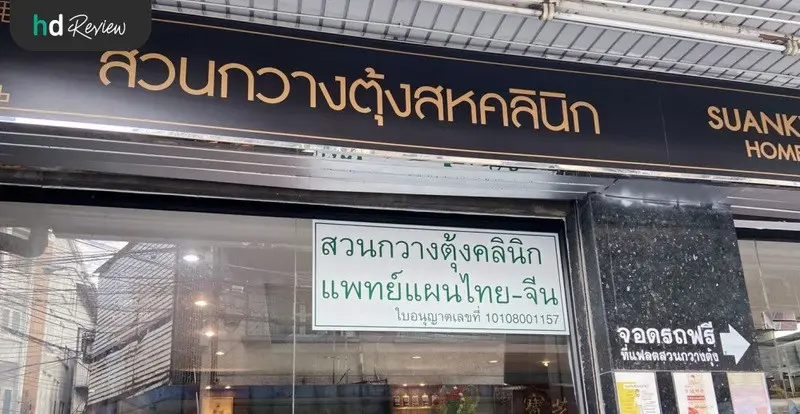 hd Review
สวนกวางตุ้งสหคลินิก
SUANK
HOME
สวนกวางตุ้งคลินิก
แพทย์แผนไทย-จีน
ใบอนุญาตเลขที่ 10108001157
จอดรถฟรี
ที่แฟลตสวนกวางตุ้ง